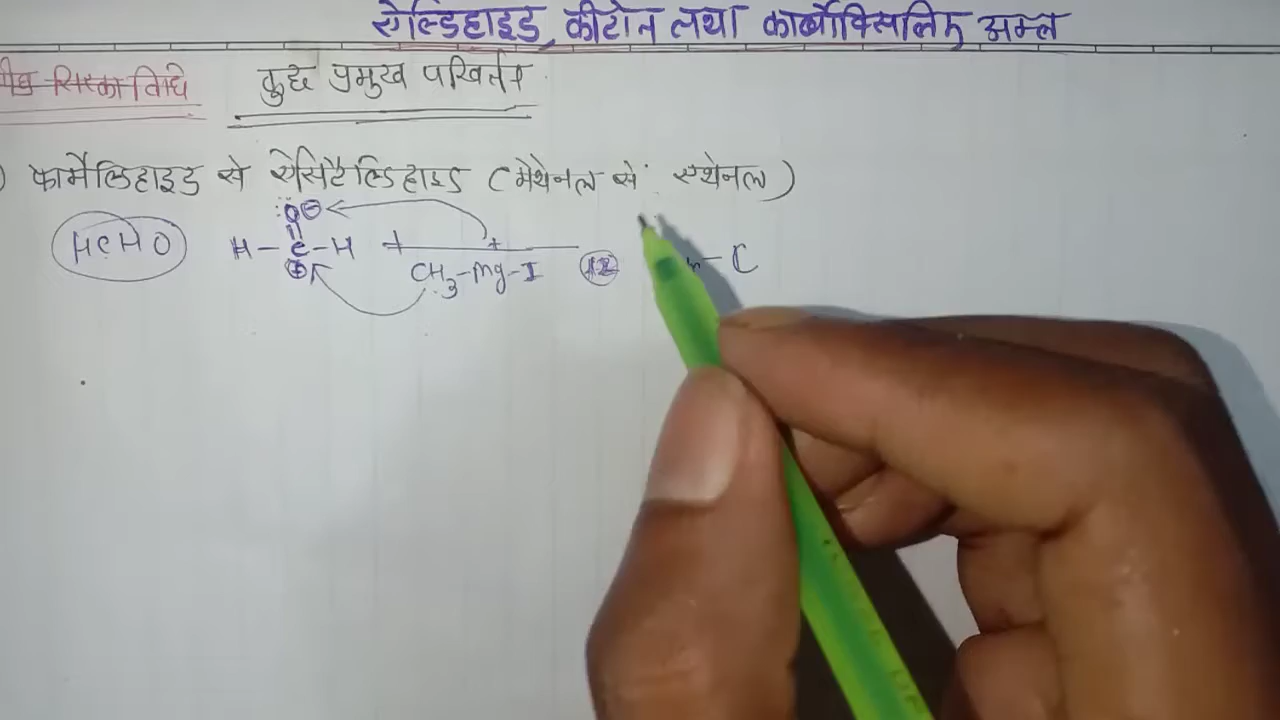 ऐल्डिहाइड, कीटोन तथा कार्बोक्सिलिक अम्ल
विधि कुछ प्रमुख परिवर्तन
फार्मेल्डिहाइड से ऐसिटैल्डिहाइड (मेथेनल से एथेनल)
HCHO H-C-H + CH3-Mg-I -C
O